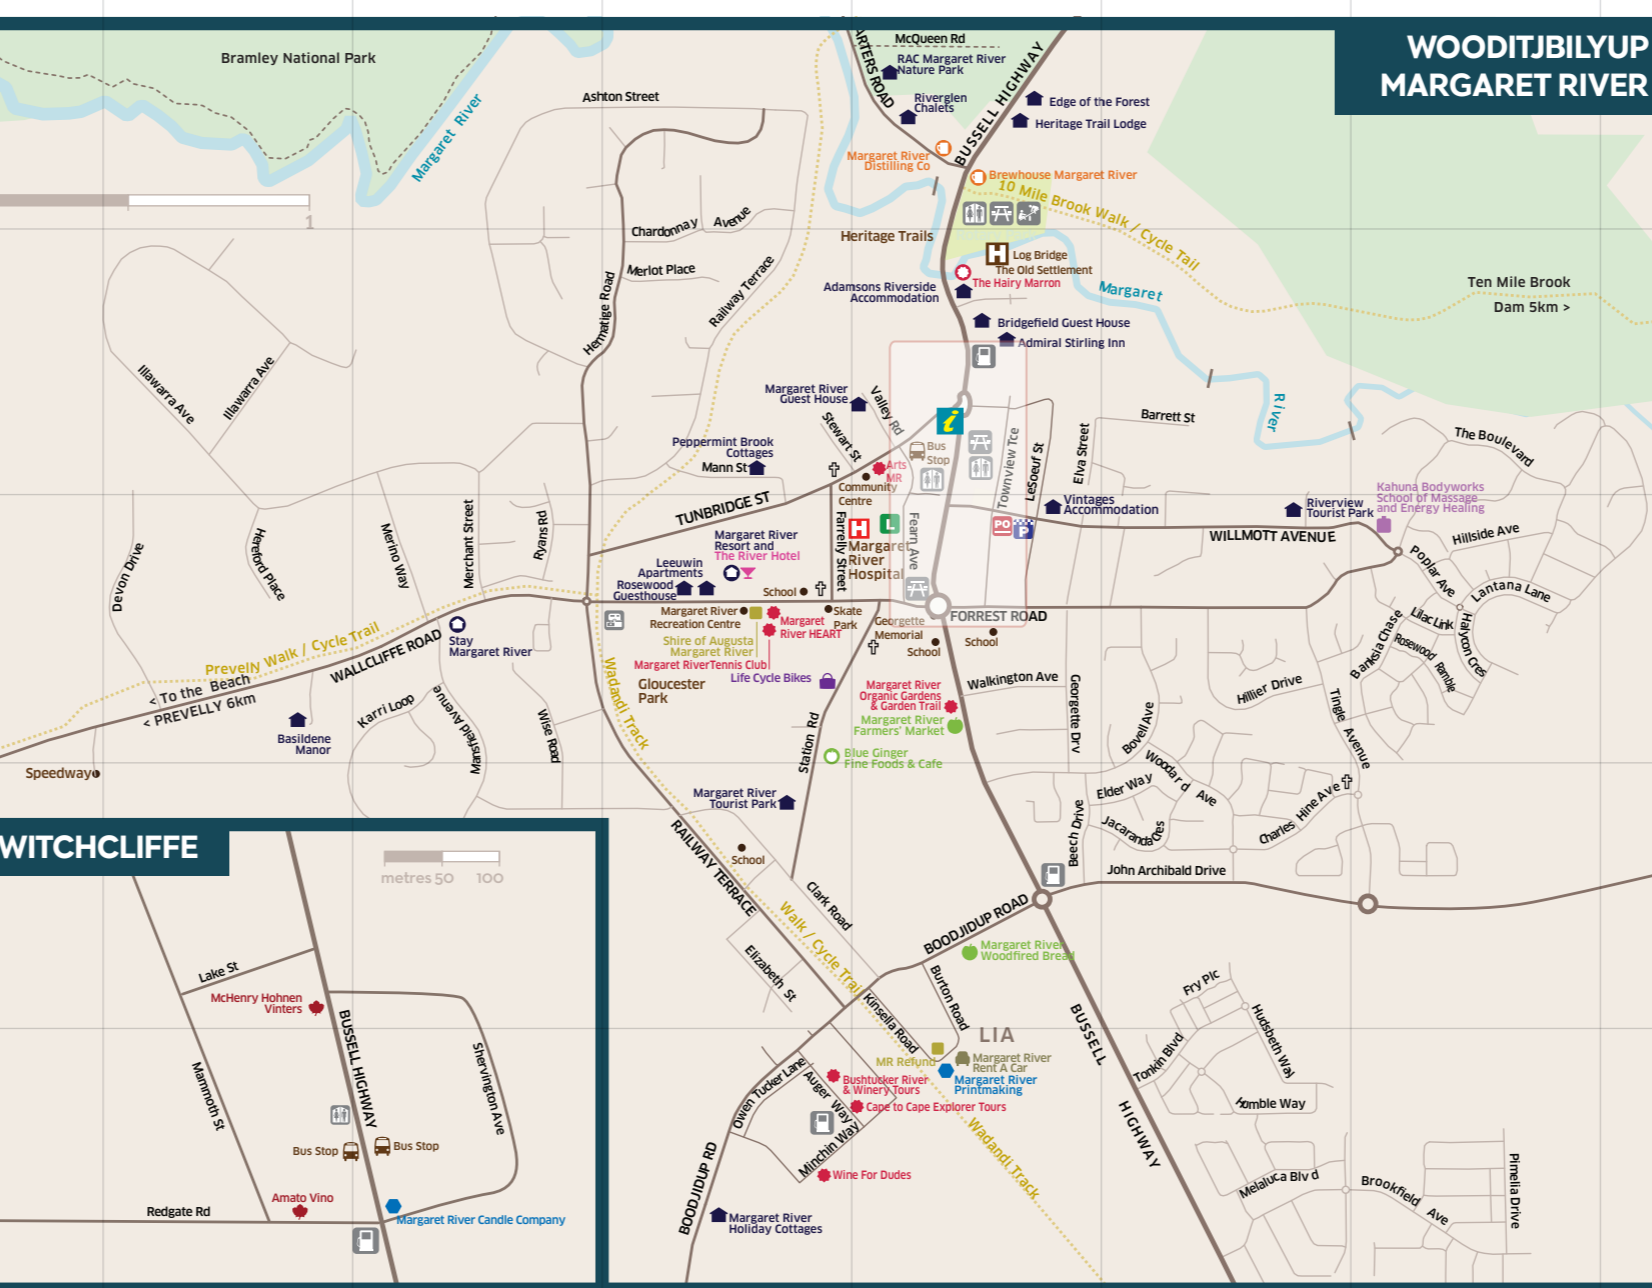 WOODITJBILYUP
MARGARET RIVER
Bramley National Park
Margaret River
1
Ashton Street
Chardonnay Avenue
Merlot Place
Hermatige Road
Railway Terrace
Illawarra Ave
Illawarra Ave
McQueen Rd
ARTERS ROAD
RAC Margaret River
Nature Park
Riverglen
Chalets
BUSSELL HIGHWAY
Edge of the Forest
Heritage Trail Lodge
Margaret River
Distilling Co
Brewhouse Margaret River
10 Mile Brook Walk / Cycle Tail
Heritage Trails
H
Log Bridge
The Old Settlement
The Hairy Marron
Adamsons Riverside
Accommodation
Margaret
River
Ten Mile Brook
Dam 5km >
Bridgefield Guest House
Admiral Stirling Inn
Margaret River
Guest House
Valley Rd
Stewart St
i
Bus
Stop
Arts
MR
Community
Centre
Peppermint Brook
Cottages
Mann St
TUNBRIDGE ST
Townview Tce
LeSoeuf St
Elva Street
Barrett St
Vintages
Accommodation
Riverview
Tourist Park
Kahuna Bodyworks
School of Massage
and Energy Healing
The Boulevard
WILLMOTT AVENUE
Hillside Ave
Poplar Ave
Lantana Lane
Lilac Link
Halydon Cres
Rosewood Ramble
Banksia Chase
PO
P
H
L
Margaret
River
Hospital
Farrelly Street
Fearn Ave
Margaret River
Resort and
The River Hotel
Leeuwin
Apartments
Rosewood
Guesthouse
School
Devon Drive
Hereford Place
Merino Way
Merchant Street
Ryans Rd
Margaret River
Recreation Centre
Margaret
River HEART
Skate
Park
Shire of Augusta
Margaret River
Margaret RiverTennis Club
Life Cycle Bikes
Gloucester
Park
Georgette
Memorial
School
School
FORREST ROAD
Prevelly Walk / Cycle Trail
WALLCLIFFE ROAD
< To the Beach
< PREVELLY 6km
Stay
Margaret River
Karri Loop
Mansfield Avenue
Wise Road
Basildene
Manor
Speedway
Wadandi Track
Walkington Ave
Georgette Drv
Margaret River
Organic Gardens
& Garden Trail
Margaret River
Farmers' Market
Blue Ginger
Fine Foods & Cafe
Station Rd
Margaret River
Tourist Park
Hillier Drive
Tingle Avenue
Bovell Ave
Woodard Ave
Elder Way
Jacaranda Cres
Charles Hine Ave
Beech Drive
John Archibald Drive
School
RAILWAY TERRACE
Clark Road
Walk / Cycle Trail
Elizabeth St
BOODJIDUP ROAD
Margaret River
Woodfired Bread
Burton Road
Kinsella Road
LIA
MR Refund
Margaret River
Rent A Car
Margaret River
Printmaking
Bushtucker River
& Winery Tours
Cape to Cape Explorer Tours
Owen Tucker Lane
Auger Way
Minchin Way
Wine For Dudes
BOODJIDUP RD
Margaret River
Holiday Cottages
Wadandi Track
BUSSELL HIGHWAY
Fry Plc
Tonkin Blvd
Hudsbeth Way
Homble Way
Melaluca Blvd
Brookfield Ave
Pimelia Drive
WITCHCLIFFE
metres 50 100
Lake St
McHenry Hohnen
Vinters
BUSSELL HIGHWAY
Shervington Ave
Mammoth St
Bus Stop
Bus Stop
Amato Vino
Redgate Rd
Margaret River Candle Company